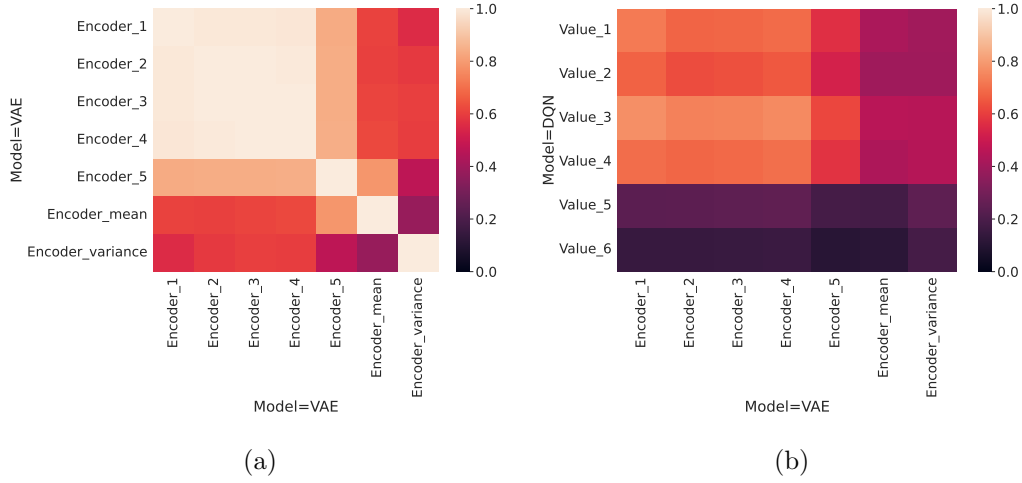 Model=VAE
Encoder_1
Encoder_2
Encoder_3
Encoder_4
Encoder_5
Encoder_mean
Encoder_variance
Encoder_1
Encoder_2
Encoder_3
Encoder_4
Encoder_5
Encoder_mean
Encoder_variance
Model=VAE
1.0
0.8
0.6
0.4
0.2
0.0
(a)
Model=DQN
Value_1
Value_2
Value_3
Value_4
Value_5
Value_6
Encoder_1
Encoder_2
Encoder_3
Encoder_4
Encoder_5
Encoder_mean
Encoder_variance
Model=VAE
1.0
0.8
0.6
0.4
0.2
0.0
(b)